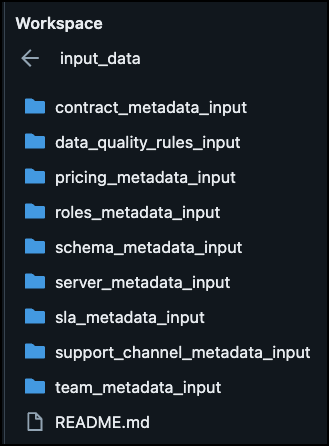 Workspace
input_data
contract_metadata_input
data_quality_rules_input
pricing_metadata_input
roles_metadata_input
schema_metadata_input
server_metadata_input
sla_metadata_input
support_channel_metadata_input
team_metadata_input
README.md